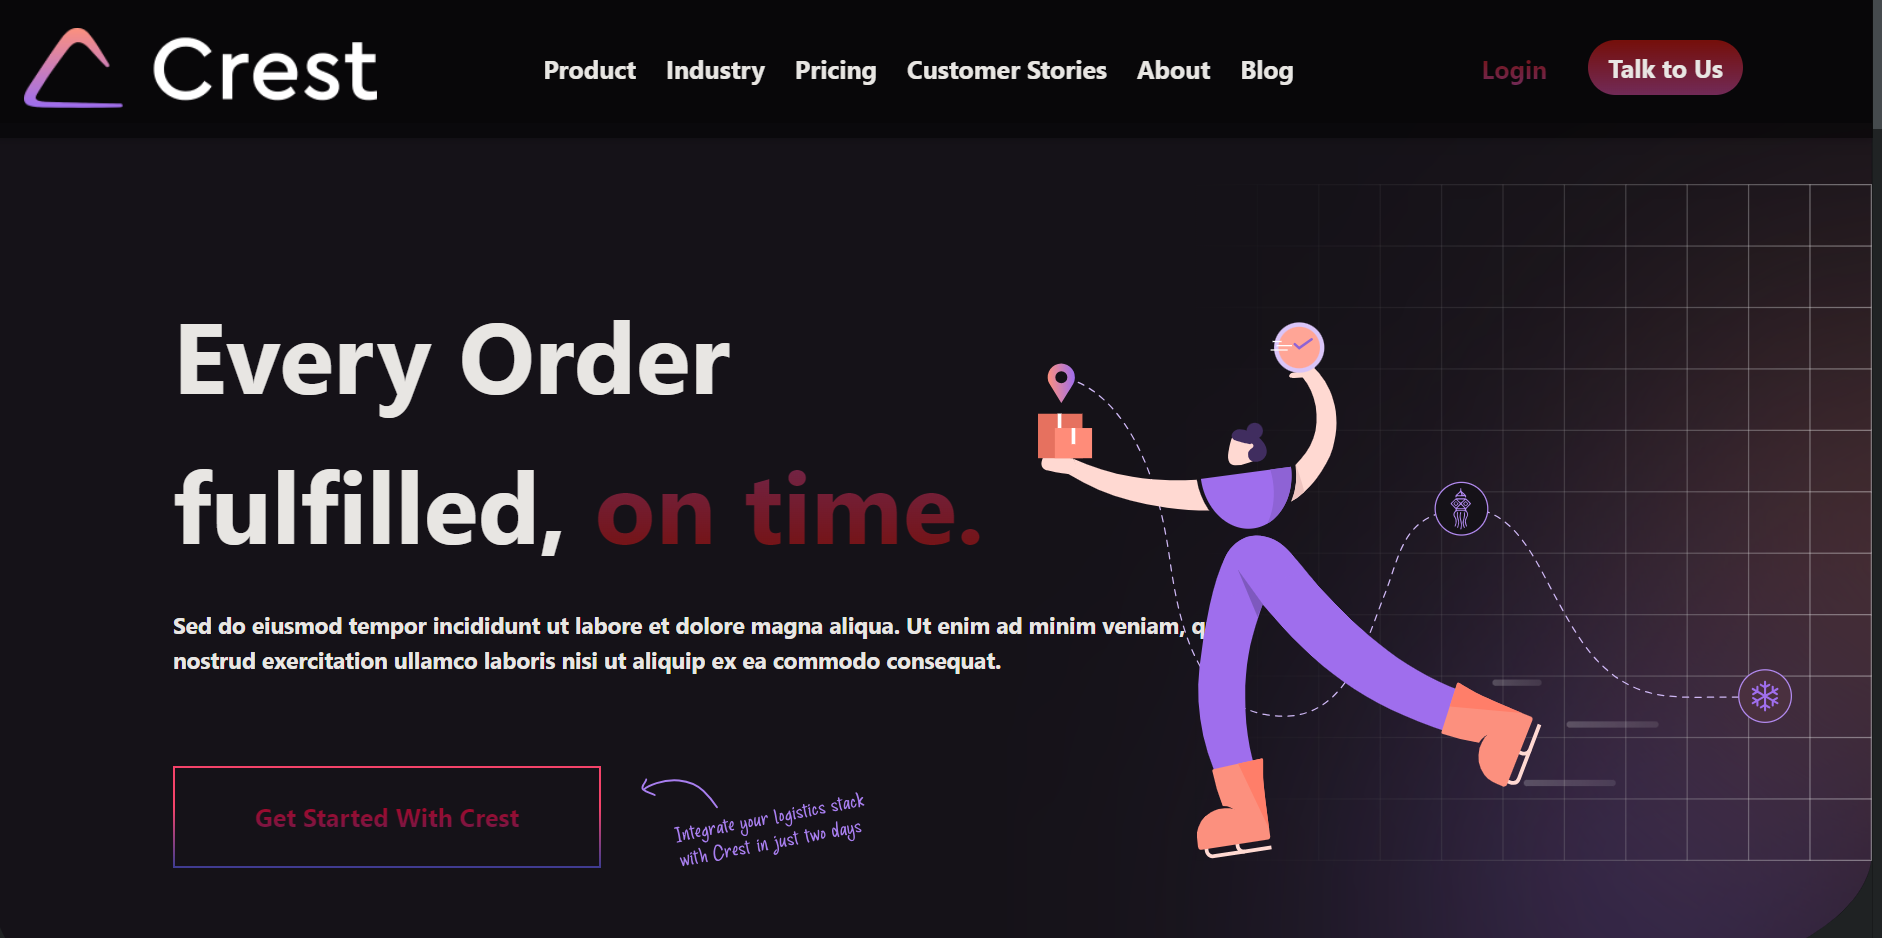 Crest
Product Industry Pricing Customer Stories About Blog
Login
Talk to Us
Every Order
fulfilled, on time.
Sed do eiusmod tempor incididunt ut labore et dolore magna aliqua. Ut enim ad minim veniam,
nostrud exercitation ullamco laboris nisi ut aliquip ex ea commodo consequat.
Get Started With Crest
Integrate your logistics stack
with Crest in just two days